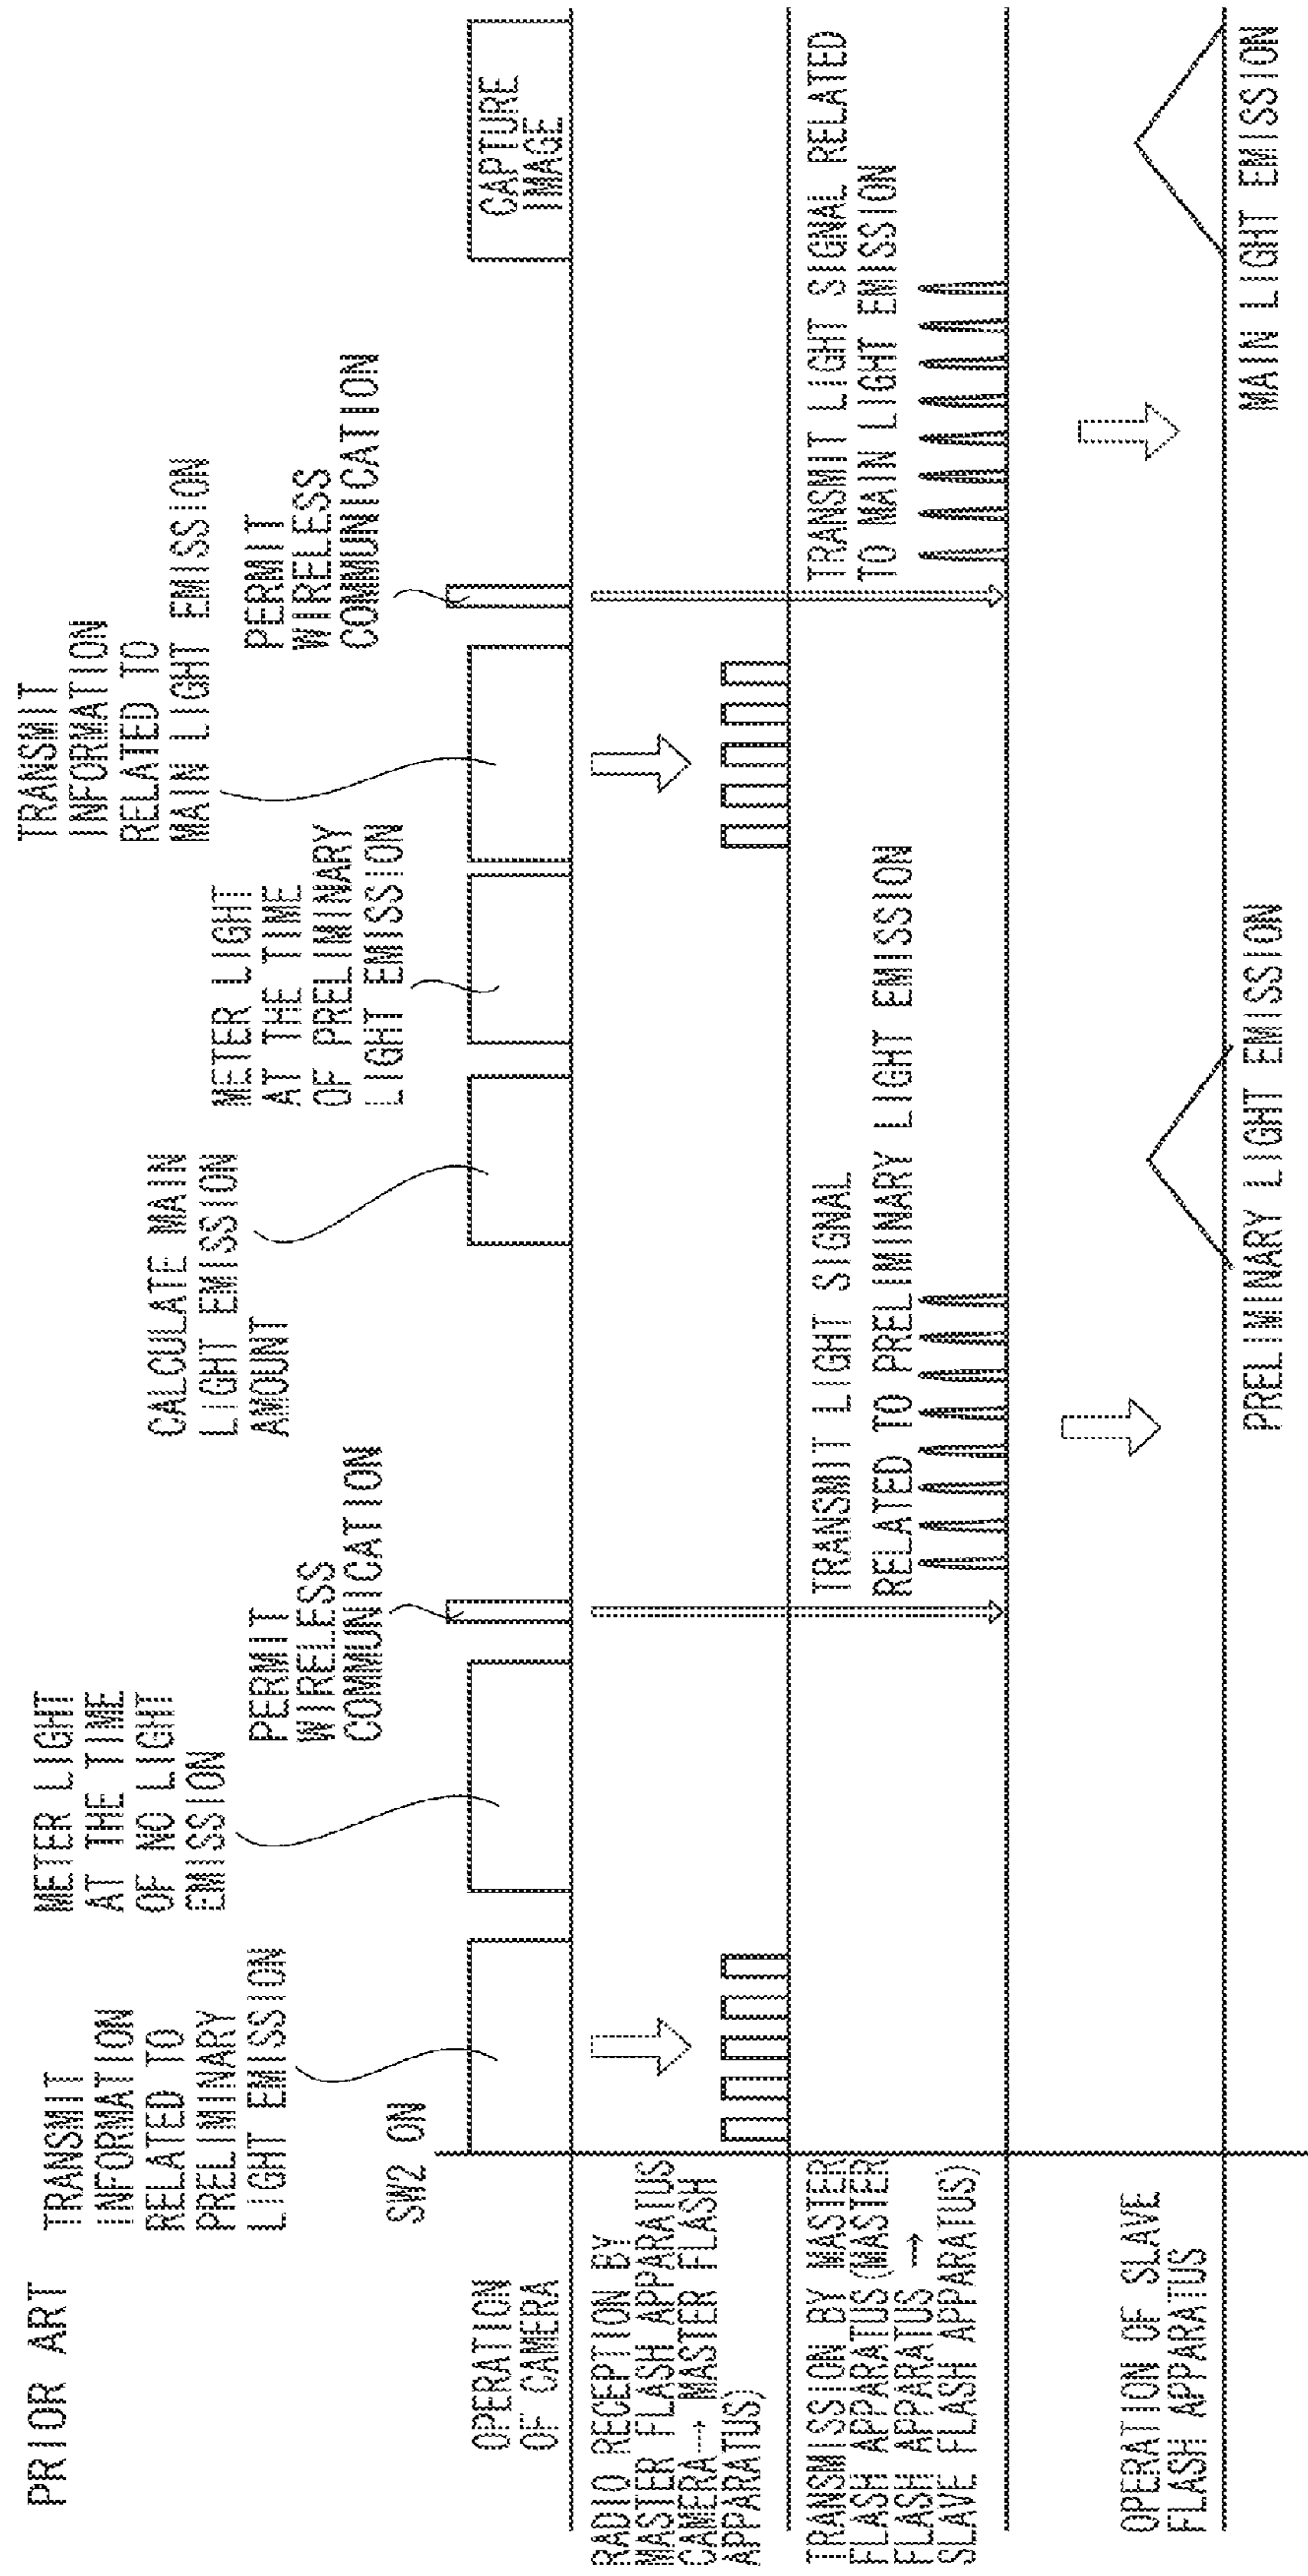 PRIOR ART
TRANSMIT
INFORMATION
RELATED TO
PRELIMINARY
LIGHT EMISSION
METER LIGHT
AT THE TIME
OF NO LIGHT
EMISSION
PERMIT
WIRELESS
COMMUNICATION
CALCULATE MAIN
LIGHT EMISSION
AMOUNT
METER LIGHT
AT THE TIME
OF PRELIMINARY
LIGHT EMISSION
TRANSMIT
INFORMATION
RELATED TO
MAIN LIGHT EMISSION
PERMIT
WIRELESS
COMMUNICATION
SW2 ON
OPERATION
OF CAMERA
CAPTURE
IMAGE
RADIO RECEPTION BY
MASTER FLASH APPARATUS
CAMERA→ MASTER FLASH
APPARATUS)
TRANSMISSION BY MASTER
FLASH APPARATUS (MASTER
FLASH APPARATUS →
SLAVE FLASH APPARATUS)
TRANSMIT LIGHT SIGNAL
RELATED TO PRELIMINARY LIGHT EMISSION
TRANSMIT LIGHT SIGNAL RELATED
TO MAIN LIGHT EMISSION
OPERATION OF SLAVE
FLASH APPARATUS
PRELIMINARY LIGHT EMISSION
MAIN LIGHT EMISSION